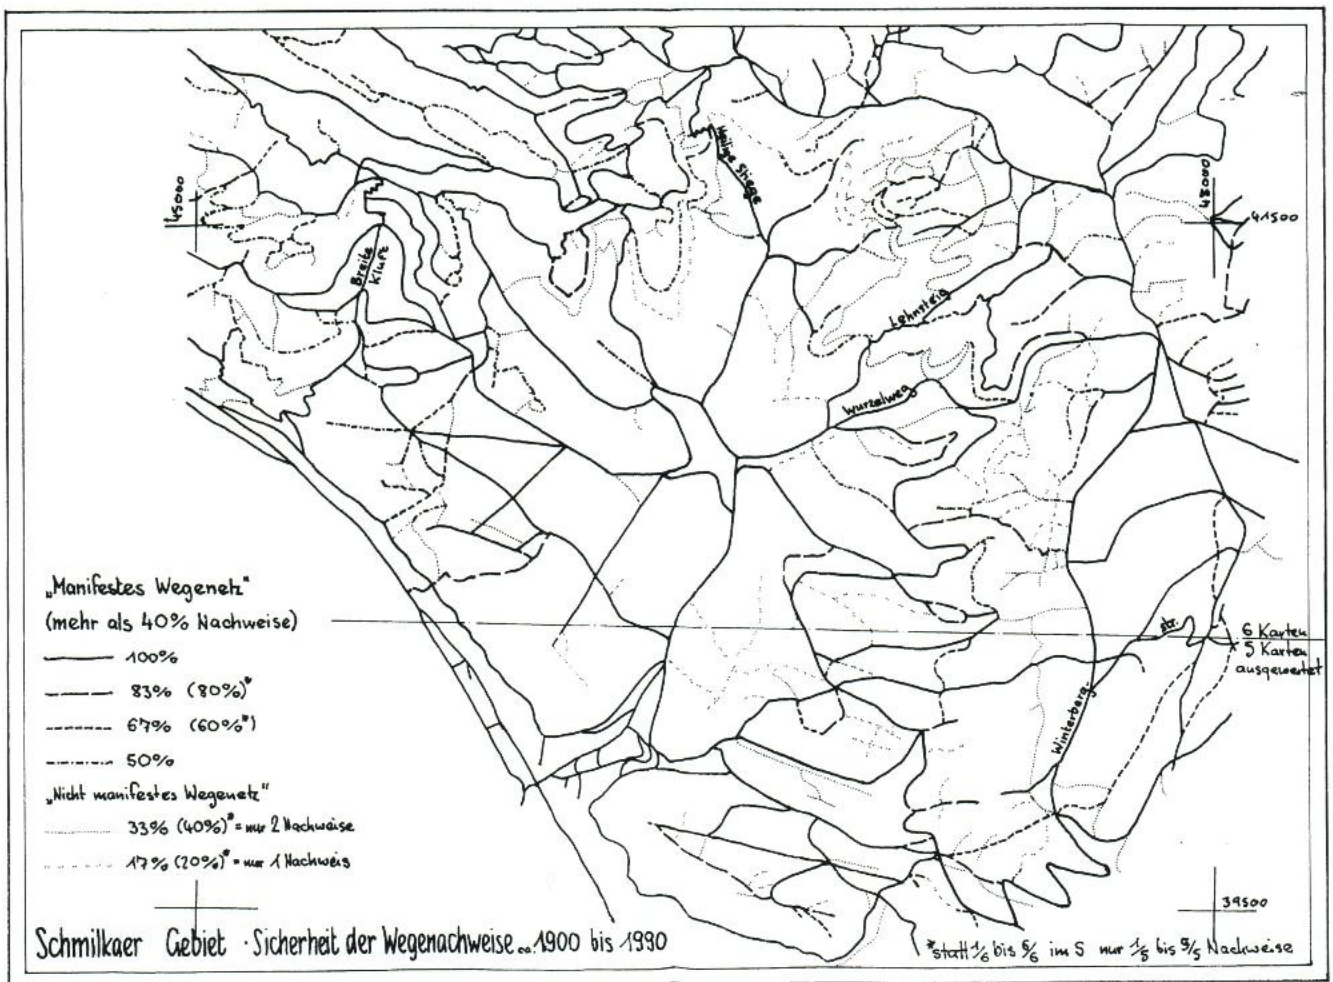 Heilige Stiege
45000
48000
41500
Breite
Kluft
Lehnsteig
Wurzelweg
„Manifestes Wegenetz"
(mehr als 40% Nachweise)
100%
83% (80%)*
67% (60%*)
50%
„Nicht manifestes Wegenetz"
33% (40%)* = nur 2 Nachweise
17% (20%)* = nur 1 Nachweis
Winterberg-
str.
6 Karten
5 Karten
ausgewertet
39500
Schmilkaer Gebiet · Sicherheit der Wegenachweise ca. 1900 bis 1990
*statt 1/6 bis 6/6 im S nur 1/5 bis 5/5 Nachweise